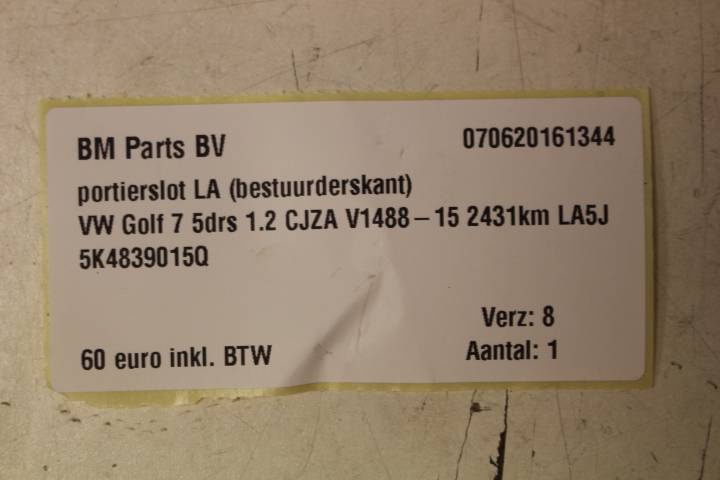 BM Parts BV 070620161344
portierslot LA (bestuurderskant)
VW Golf 7 5drs 1.2 CJZA V1488-15 2431km LA5J
5K4839015Q
Verz: 8
60 euro inkl. BTW Aantal: 1